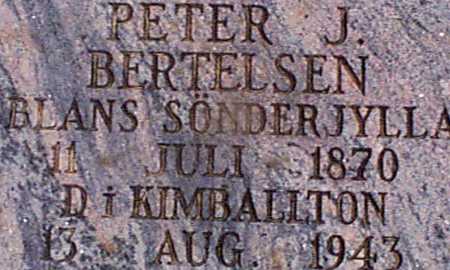 PETER J.
BERTELSEN
BLANS SÖNDERJYLLA
11 JULI 1870
D i KIMBALLTON
13 AUG. 1943